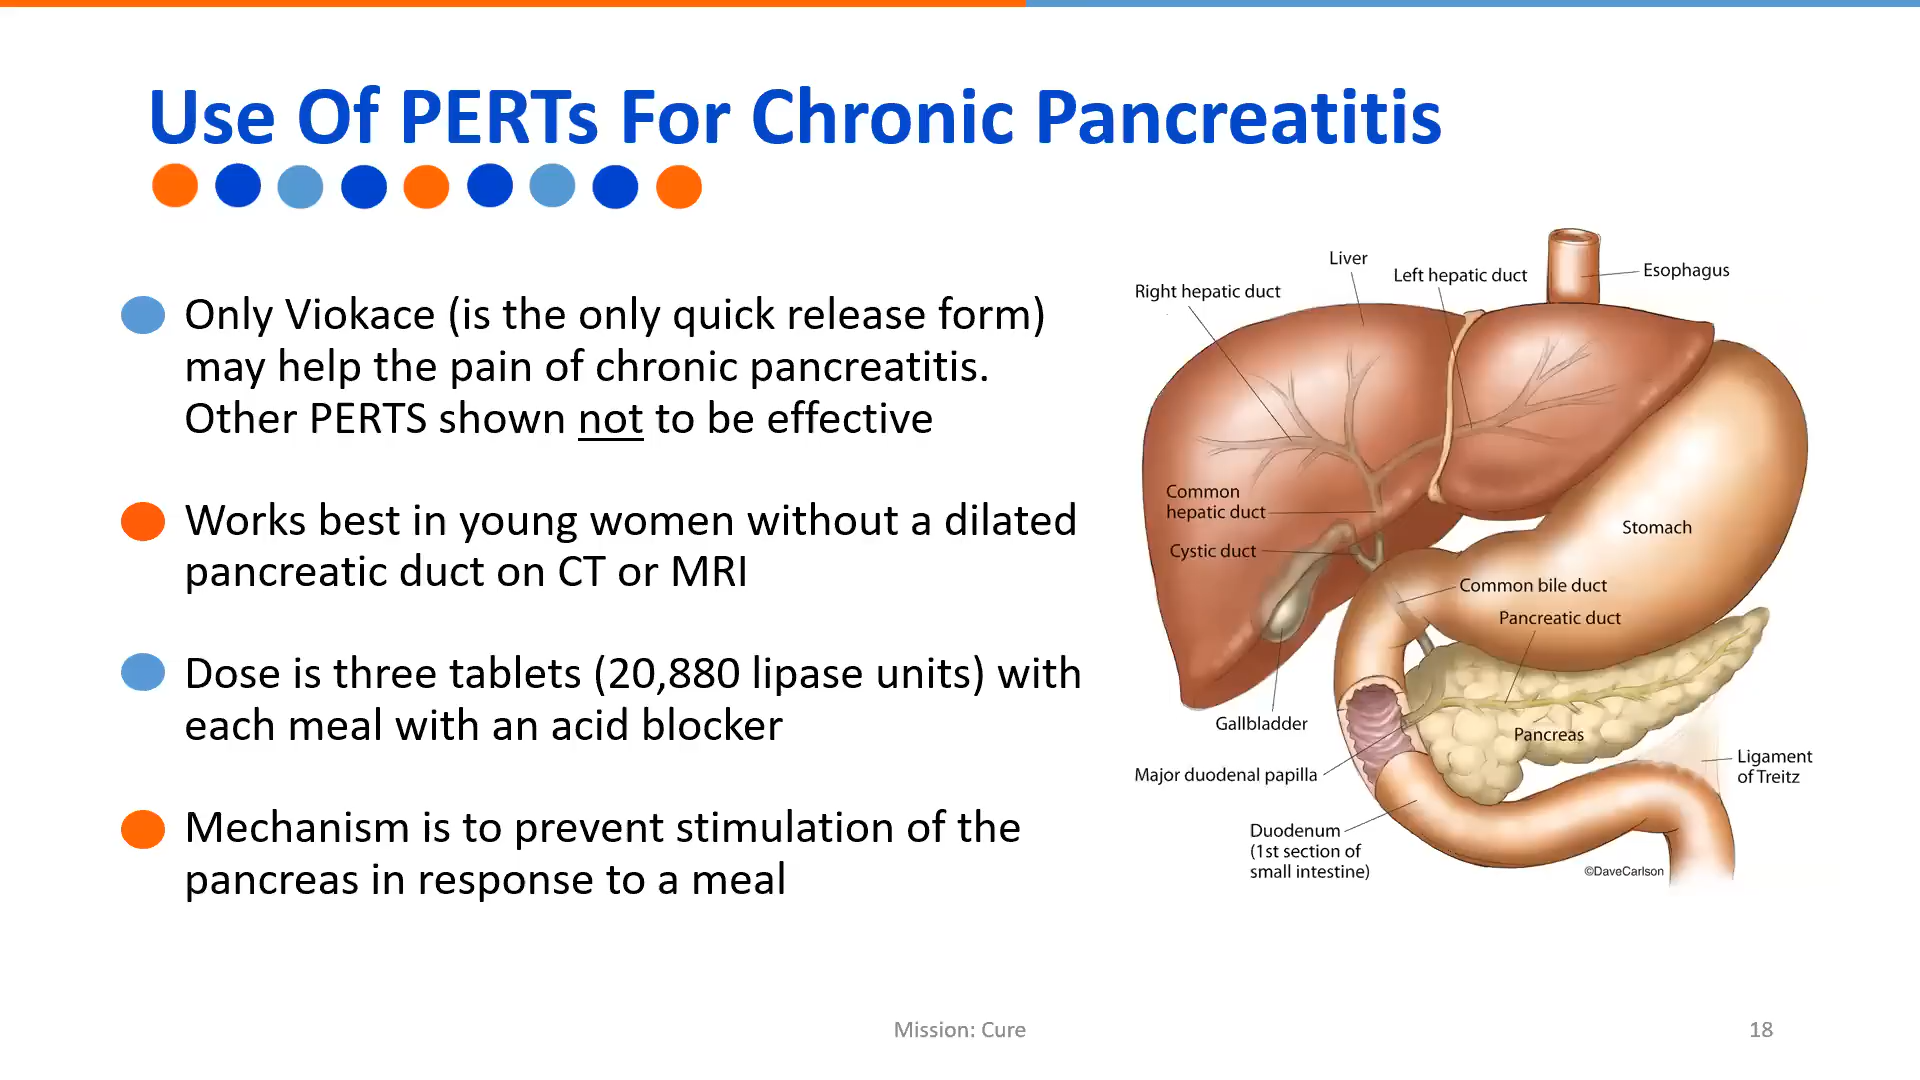 Use Of PERTs For Chronic Pancreatitis
Only Viokace (is the only quick release form)
may help the pain of chronic pancreatitis.
Other PERTS shown not to be effective
Works best in young women without a dilated
pancreatic duct on CT or MRI
Dose is three tablets (20,880 lipase units) with
each meal with an acid blocker
Mechanism is to prevent stimulation of the
pancreas in response to a meal
Liver
Left hepatic duct
Esophagus
Right hepatic duct
Common
hepatic duct
Cystic duct
Stomach
Common bile duct
Pancreatic duct
Gallbladder
Pancreas
Major duodenal papilla
Ligament
of Treitz
Duodenum
(1st section of
small intestine)
©DaveCarlson
Mission: Cure
18